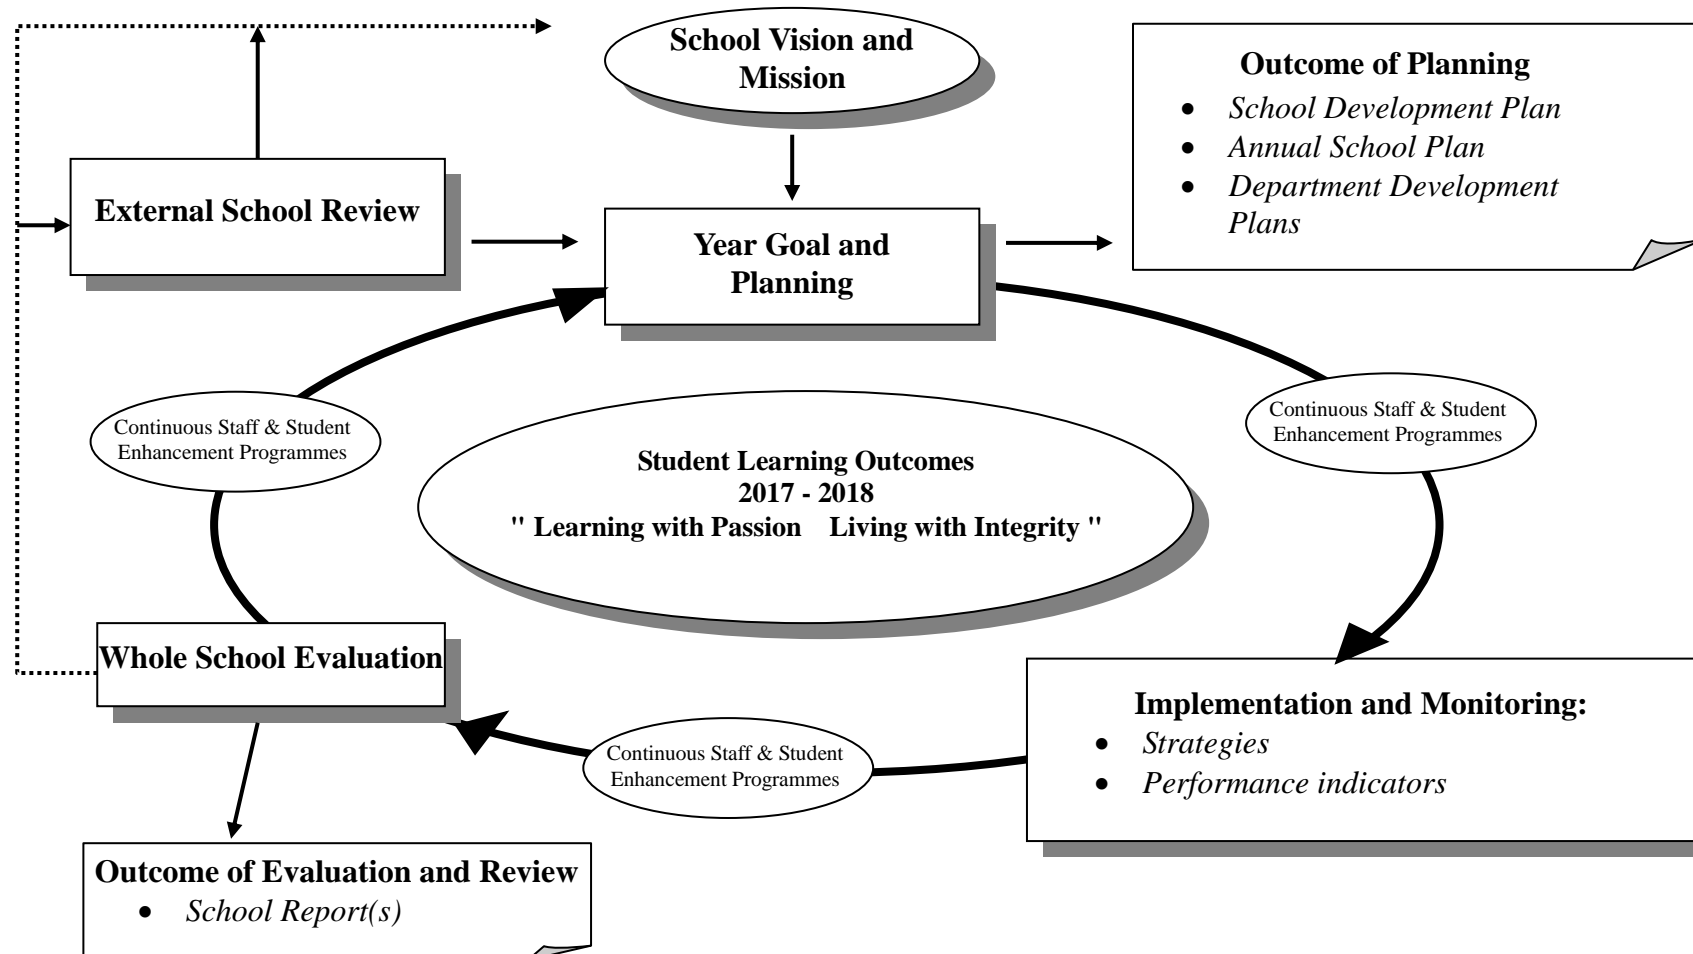 School Vision and
Mission
Outcome of Planning
• School Development Plan
• Annual School Plan
• Department Development
Plans
External School Review
Year Goal and
Planning
Continuous Staff & Student
Enhancement Programmes
Continuous Staff & Student
Enhancement Programmes
Student Learning Outcomes
2017 - 2018
" Learning with Passion    Living with Integrity "
Whole School Evaluation
Implementation and Monitoring:
• Strategies
• Performance indicators
Continuous Staff & Student
Enhancement Programmes
Outcome of Evaluation and Review
• School Report(s)